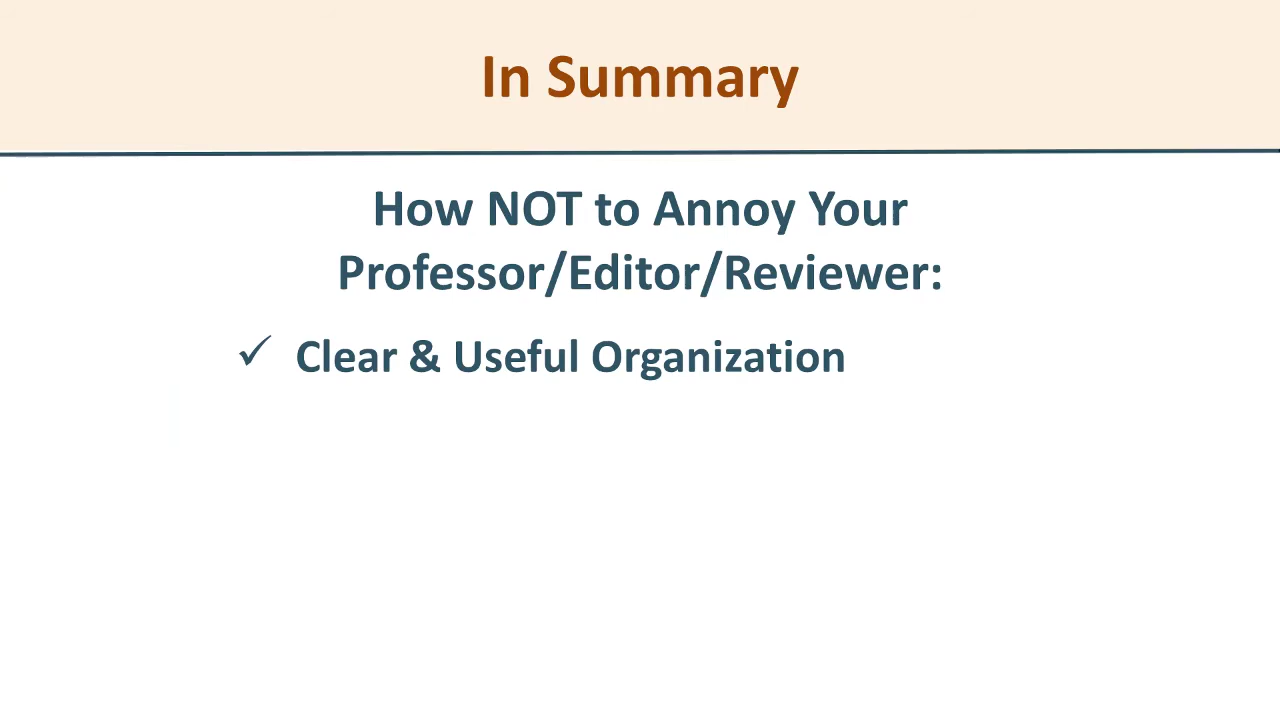 In Summary
How NOT to Annoy Your
Professor/Editor/Reviewer:
✓ Clear & Useful Organization